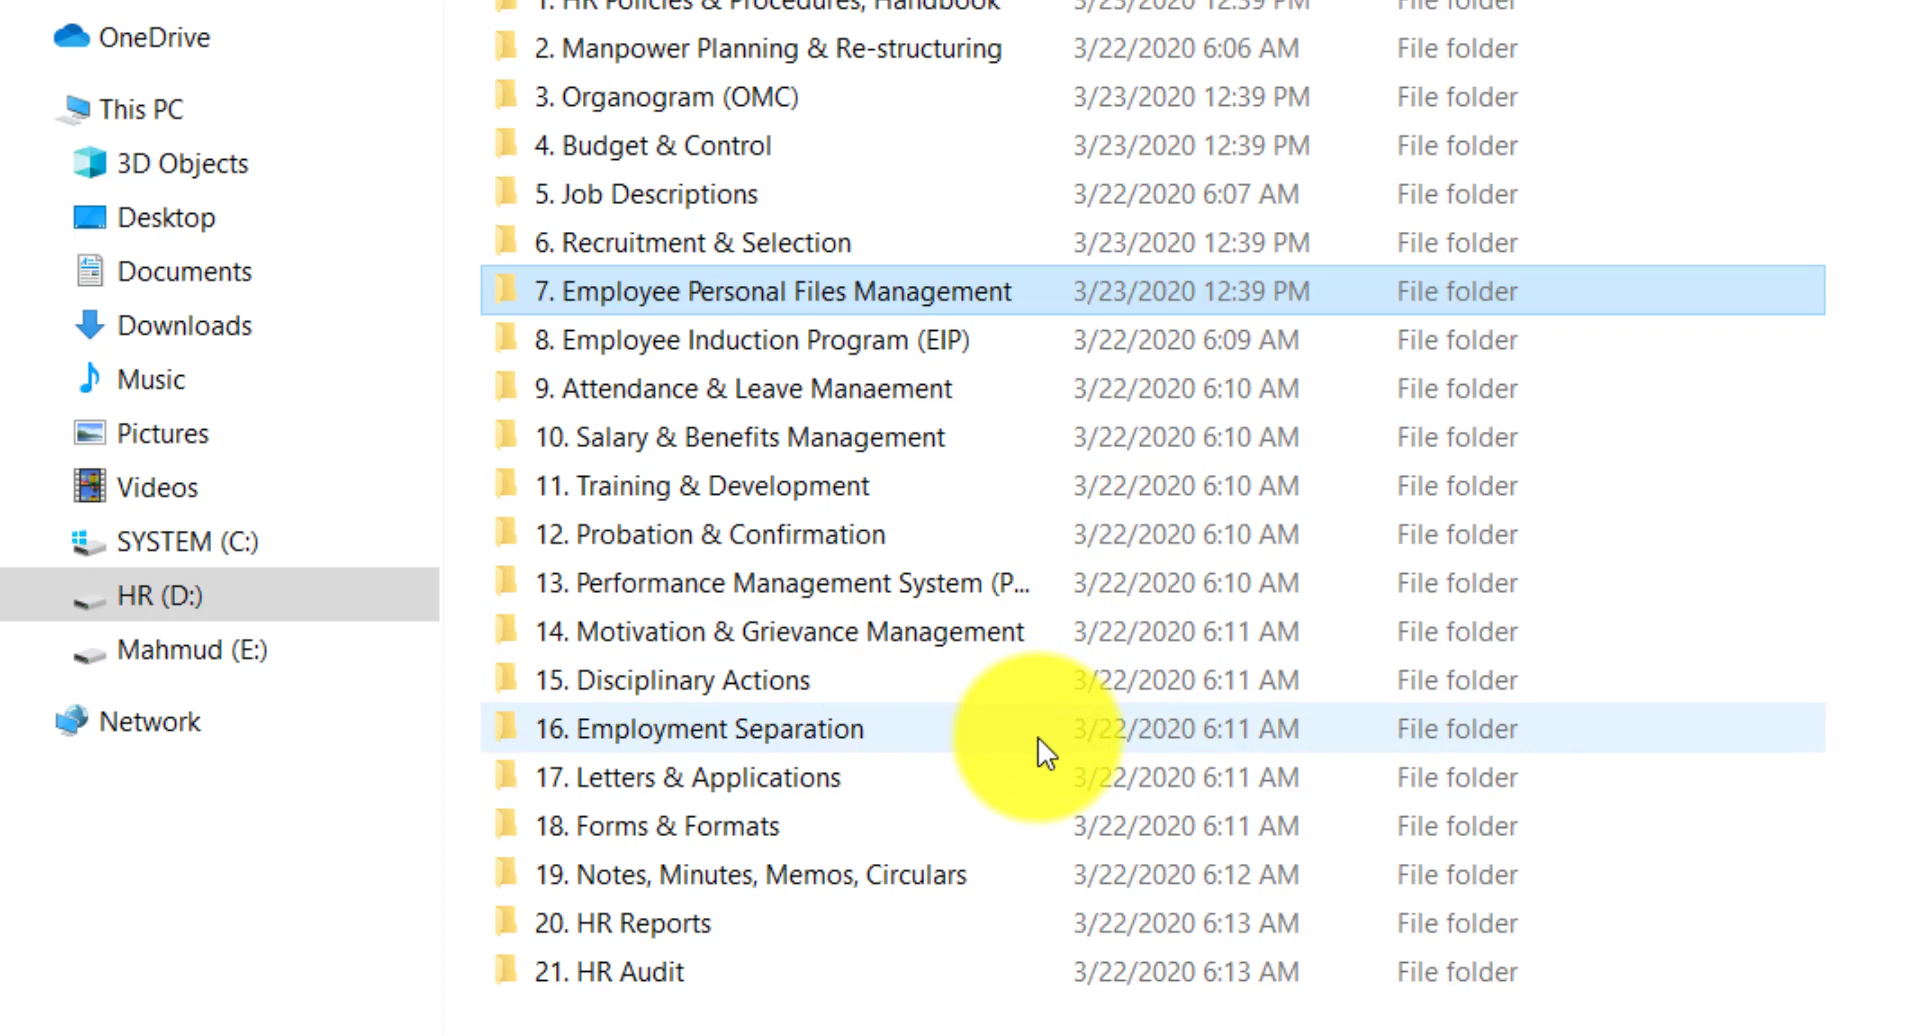 OneDrive
This PC
3D Objects
Desktop
Documents
Downloads
Music
Pictures
Videos
SYSTEM (C:)
HR (D:)
Mahmud (E:)
Network
1. HR Policies & Procedures, Handbook 3/23/2020 12:39 PM File folder
2. Manpower Planning & Re-structuring 3/22/2020 6:06 AM File folder
3. Organogram (OMC) 3/23/2020 12:39 PM File folder
4. Budget & Control 3/23/2020 12:39 PM File folder
5. Job Descriptions 3/22/2020 6:07 AM File folder
6. Recruitment & Selection 3/23/2020 12:39 PM File folder
7. Employee Personal Files Management 3/23/2020 12:39 PM File folder
8. Employee Induction Program (EIP) 3/22/2020 6:09 AM File folder
9. Attendance & Leave Manaement 3/22/2020 6:10 AM File folder
10. Salary & Benefits Management 3/22/2020 6:10 AM File folder
11. Training & Development 3/22/2020 6:10 AM File folder
12. Probation & Confirmation 3/22/2020 6:10 AM File folder
13. Performance Management System (P... 3/22/2020 6:10 AM File folder
14. Motivation & Grievance Management 3/22/2020 6:11 AM File folder
15. Disciplinary Actions 3/22/2020 6:11 AM File folder
16. Employment Separation 3/22/2020 6:11 AM File folder
17. Letters & Applications 3/22/2020 6:11 AM File folder
18. Forms & Formats 3/22/2020 6:11 AM File folder
19. Notes, Minutes, Memos, Circulars 3/22/2020 6:12 AM File folder
20. HR Reports 3/22/2020 6:13 AM File folder
21. HR Audit 3/22/2020 6:13 AM File folder